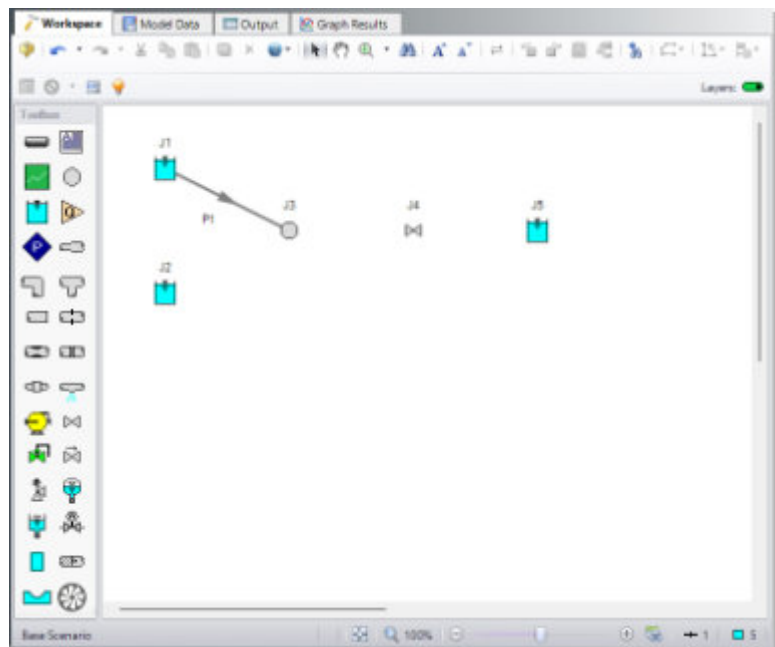 Workspace Model Data Output Graph Results
A A
Layers:
Toolbox
J1
J3 J4 J5
P1
J2
P
Base Scenario 100% 1 5